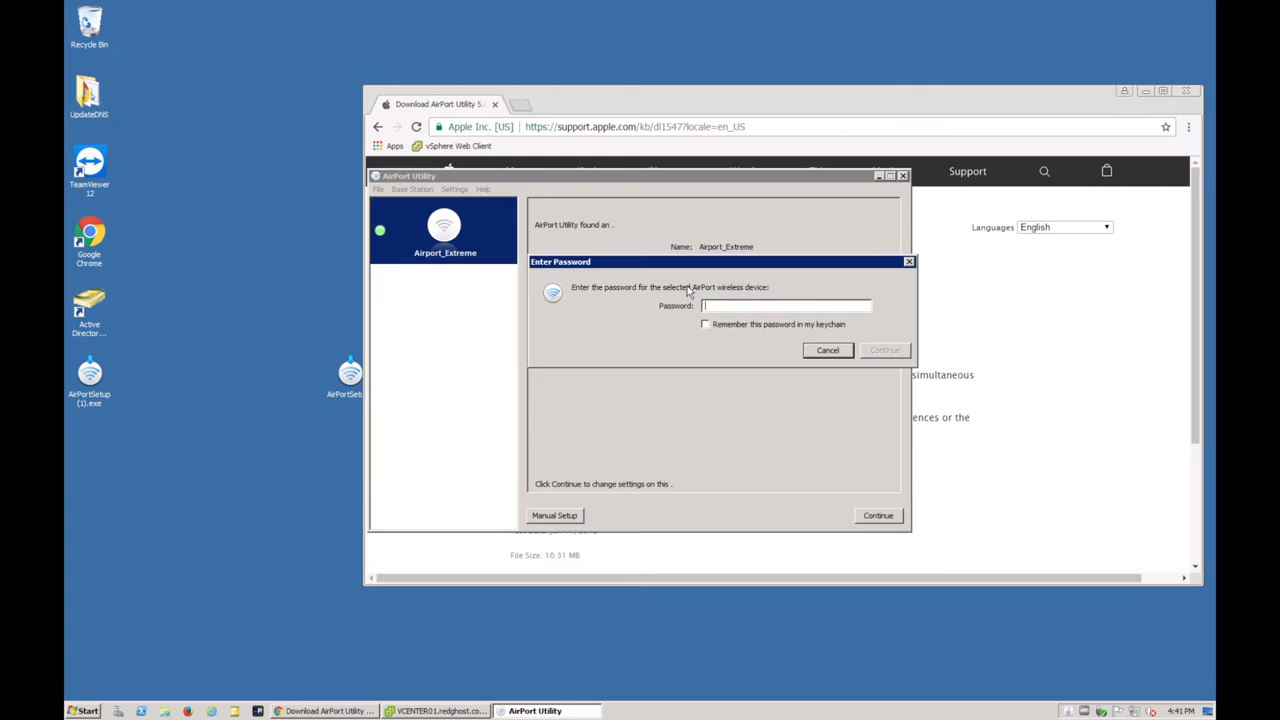 Recycle Bin
UpdateDNS
TeamViewer
12
Google
Chrome
Active
Director...
AirPortSetup
(1).exe
AirPortSetu
Download AirPort Utility 5.
Apple Inc. [US]
https://support.apple.com/kb/dl1547?locale=en_US
Apps
vSphere Web Client
Support
Languages
English
AirPort Utility
File
Base Station
Settings
Help
Airport_Extreme
AirPort Utility found an .
Name: Airport_Extreme
Enter Password
Enter the password for the selected AirPort wireless device:
Password:
Remember this password in my keychain
Cancel
Continue
simultaneous
ences or the
Click Continue to change settings on this .
Manual Setup
Continue
File Size: 10.31 MB
Start
Download AirPort Utility ...
VCENTER01.redghost.co...
AirPort Utility
4:41 PM